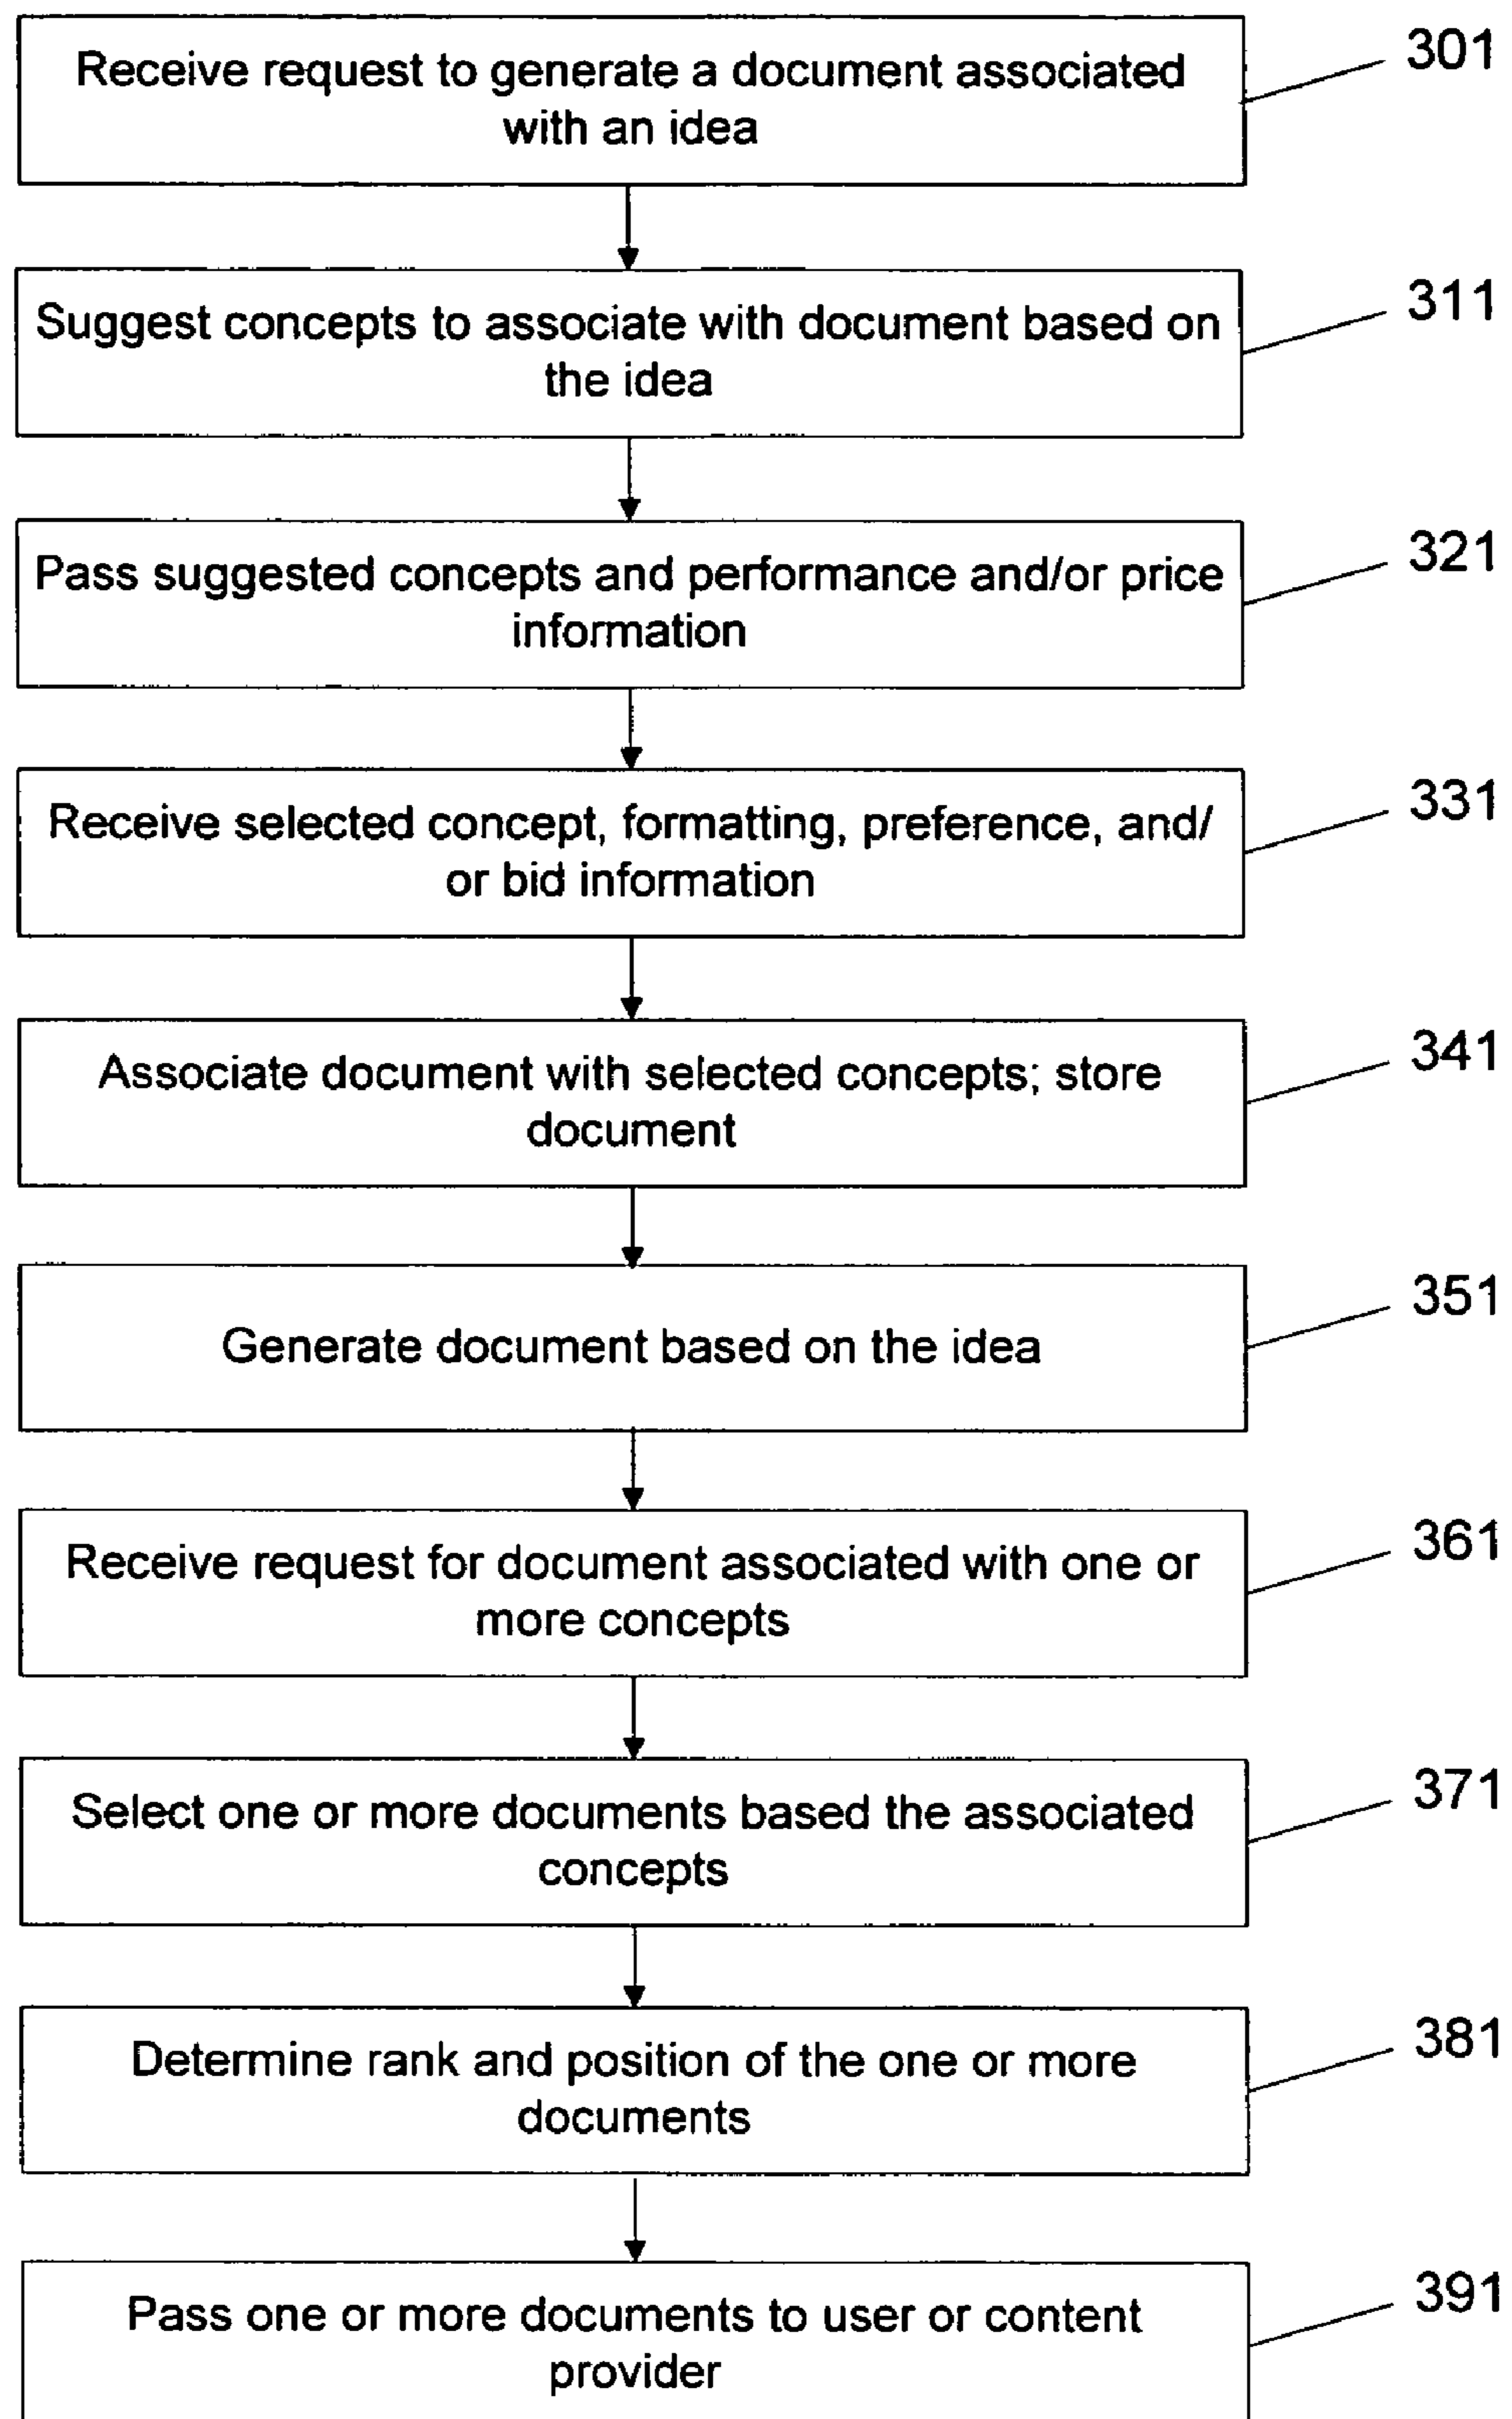 Receive request to generate a document associated
with an idea
301
Suggest concepts to associate with document based on
the idea
311
Pass suggested concepts and performance and/or price
information
321
Receive selected concept, formatting, preference, and/
or bid information
331
Associate document with selected concepts; store
document
341
Generate document based on the idea
351
Receive request for document associated with one or
more concepts
361
Select one or more documents based the associated
concepts
371
Determine rank and position of the one or more
documents
381
Pass one or more documents to user or content
provider
391